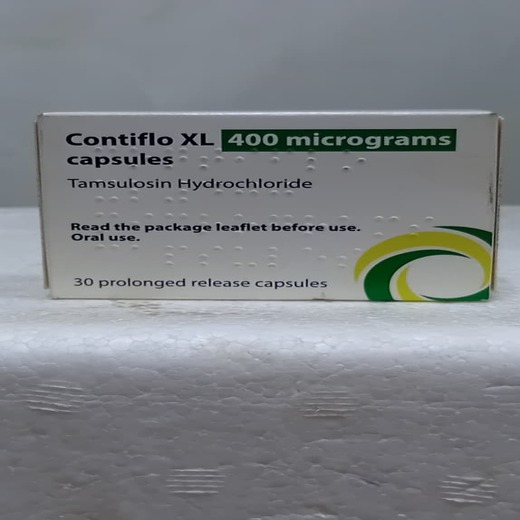 Contiflo XL 400 micrograms
capsules
Tamsulosin Hydrochloride
Read the package leaflet before use.
Oral use.
30 prolonged release capsules